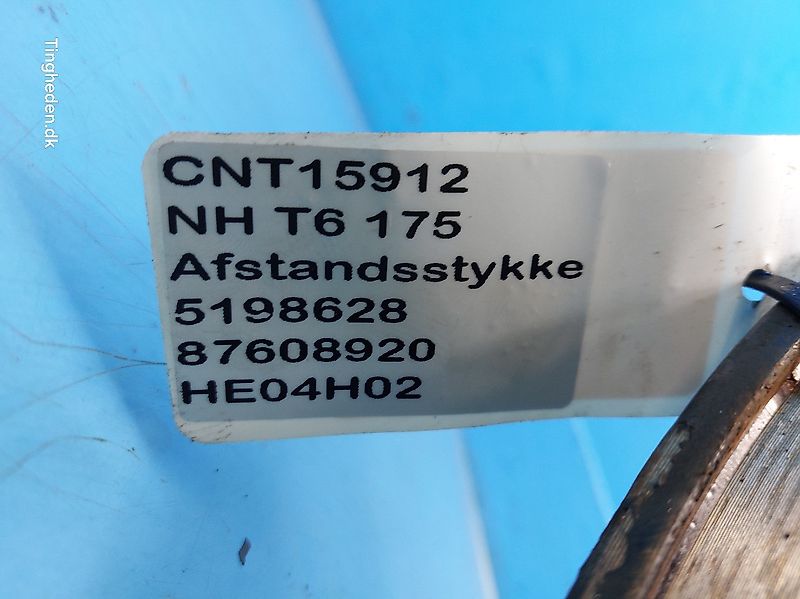 Tingheden.dk
CNT15912
NH T6 175
Afstandsstykke
5198628
87608920
HE04H02